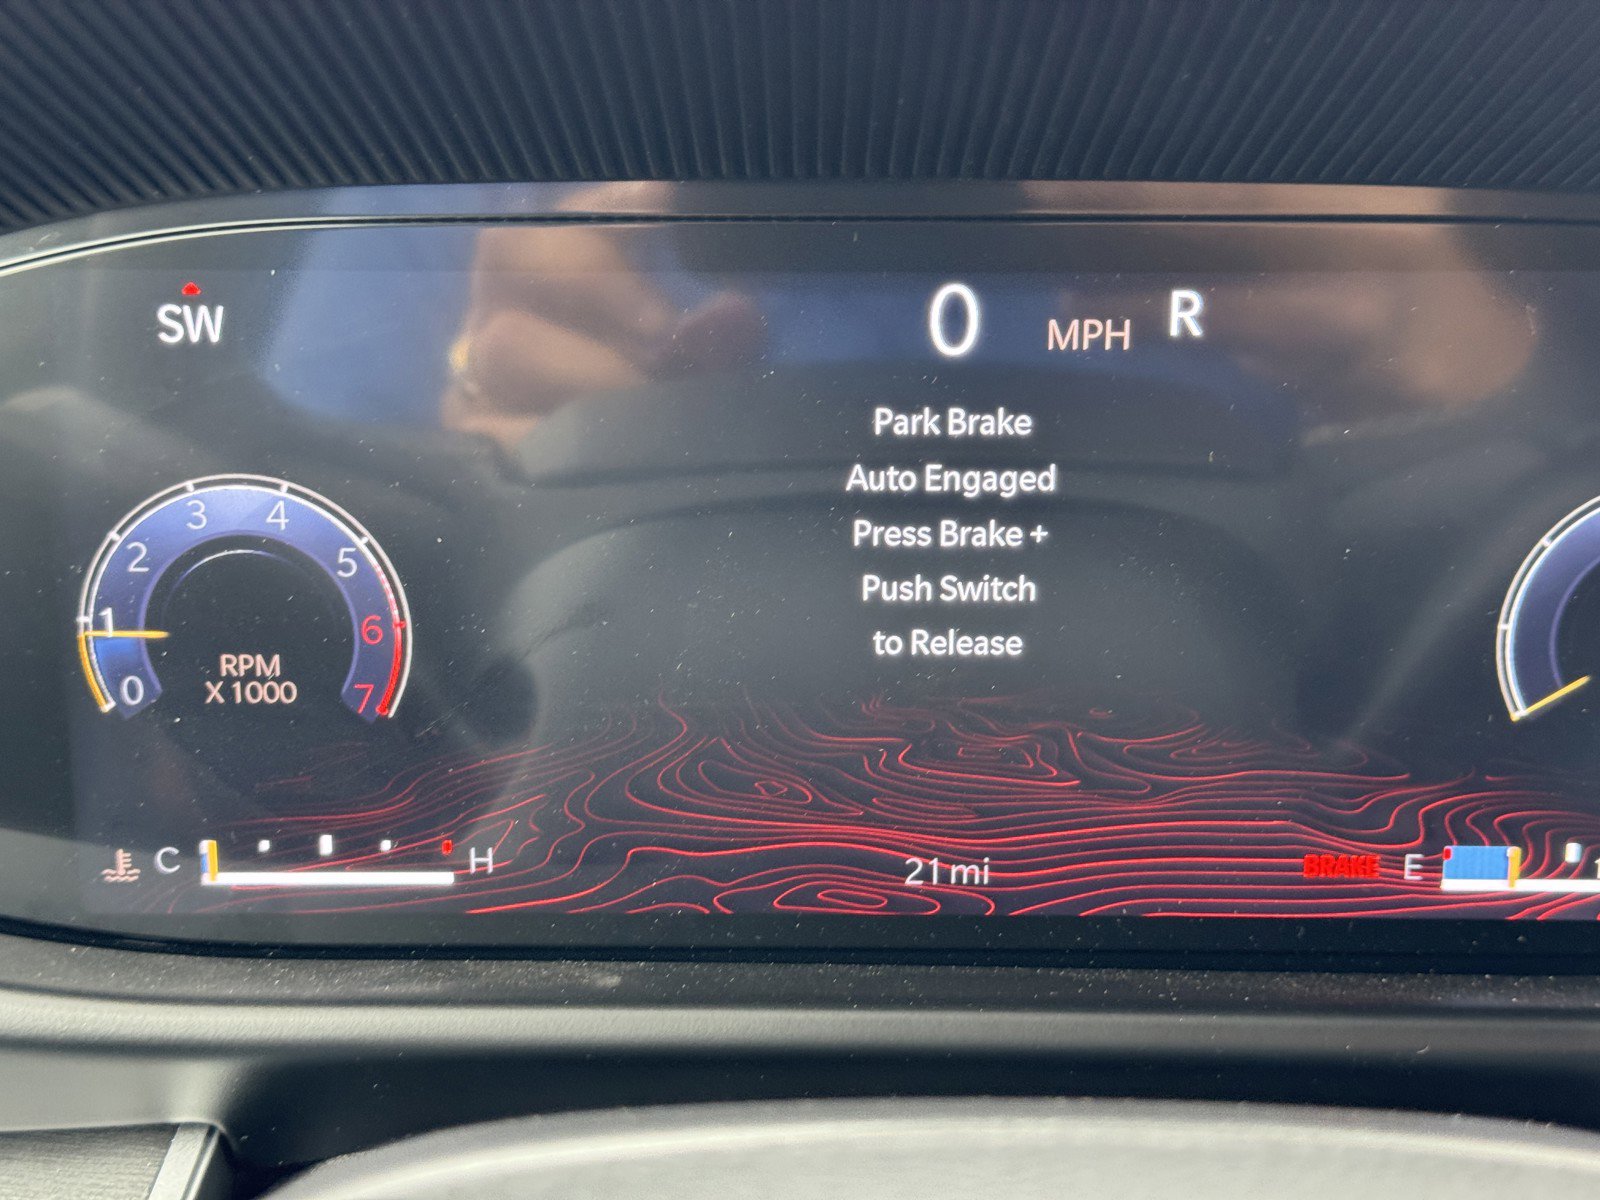 SW
0 MPH R
Park Brake
Auto Engaged
Press Brake +
Push Switch
to Release
0
1
2
3
4
5
6
7
RPM
X 1000
C H
21 mi
BRAKE E